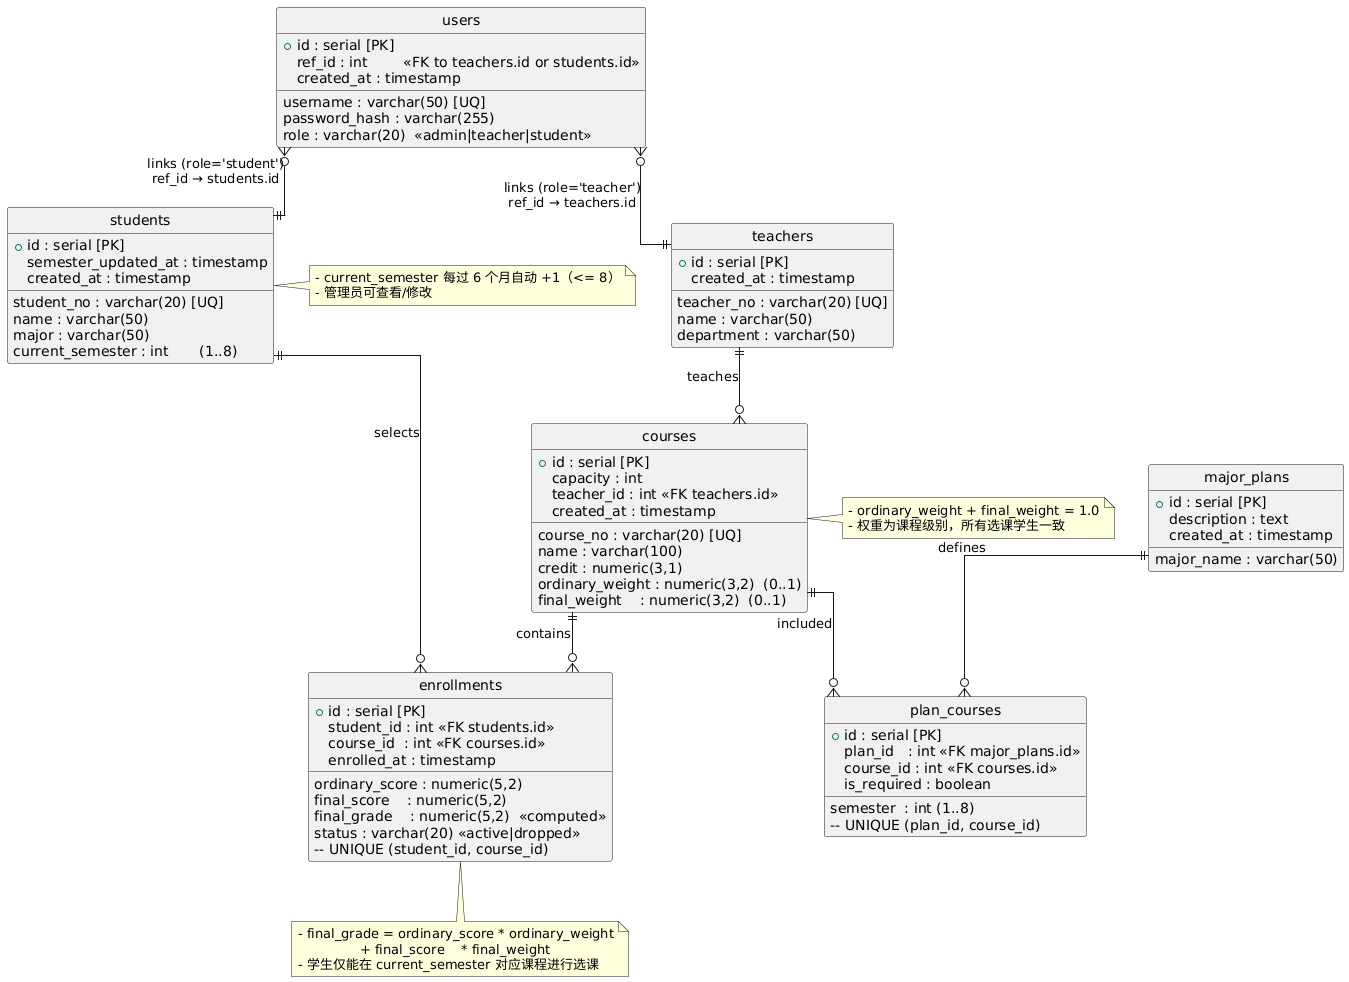 users
id : serial [PK]
ref_id : int        «FK to teachers.id or students.id»
created_at : timestamp
username : varchar(50) [UQ]
password_hash : varchar(255)
role : varchar(20)  «admin|teacher|student»
links (role='student')
ref_id → students.id
links (role='teacher')
ref_id → teachers.id
students
id : serial [PK]
semester_updated_at : timestamp
created_at : timestamp
student_no : varchar(20) [UQ]
name : varchar(50)
major : varchar(50)
current_semester : int       (1..8)
- current_semester 每过 6 个月自动 +1（<= 8）
- 管理员可查看/修改
teachers
id : serial [PK]
created_at : timestamp
teacher_no : varchar(20) [UQ]
name : varchar(50)
department : varchar(50)
teaches
selects
courses
id : serial [PK]
capacity : int
teacher_id : int «FK teachers.id»
created_at : timestamp
course_no : varchar(20) [UQ]
name : varchar(100)
credit : numeric(3,1)
ordinary_weight : numeric(3,2)  (0..1)
final_weight    : numeric(3,2)  (0..1)
- ordinary_weight + final_weight = 1.0
- 权重为课程级别，所有选课学生一致
major_plans
id : serial [PK]
description : text
created_at : timestamp
major_name : varchar(50)
defines
contains
included
enrollments
id : serial [PK]
student_id : int «FK students.id»
course_id  : int «FK courses.id»
enrolled_at : timestamp
ordinary_score : numeric(5,2)
final_score    : numeric(5,2)
final_grade    : numeric(5,2)  «computed»
status : varchar(20) «active|dropped»
-- UNIQUE (student_id, course_id)
plan_courses
id : serial [PK]
plan_id   : int «FK major_plans.id»
course_id : int «FK courses.id»
is_required : boolean
semester  : int (1..8)
-- UNIQUE (plan_id, course_id)
- final_grade = ordinary_score * ordinary_weight
+ final_score    * final_weight
- 学生仅能在 current_semester 对应课程进行选课